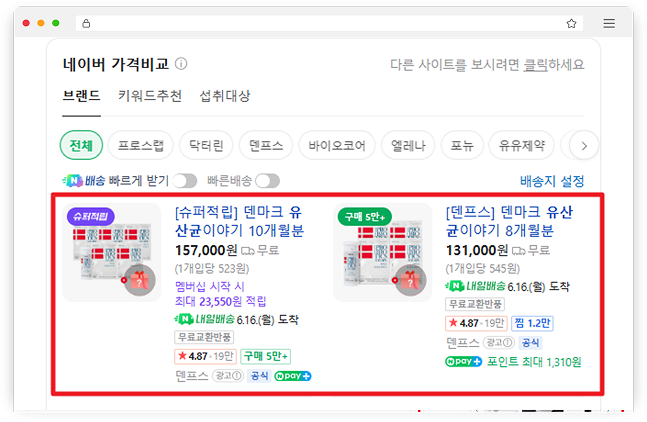 네이버 가격비교
다른 사이트를 보시려면 클릭하세요
브랜드 키워드추천 섭취대상
전체 프로스랩 닥터린 덴프스 바이오코어 엘레나 포뉴 유유제약
N 배송 빠르게 받기 빠른배송 배송지 설정
슈퍼적립
[슈퍼적립] 덴마크 유
산균이야기 10개월분
157,000원 무료
(1개입당 523원)
멤버십 시작 시
최대 23,550원 적립
N 내일배송 6.16.(월) 도착
무료교환반품
★4.87·19만 구매 5만+
덴프스 광고 공식 N pay+
구매 5만+
[덴프스] 덴마크 유산
균이야기 8개월분
131,000원 무료
(1개입당 545원)
N 내일배송 6.16.(월) 도착
무료교환반품
★4.87·19만 찜 1.2만
덴프스 광고 공식
N pay+ 포인트 최대 1,310원